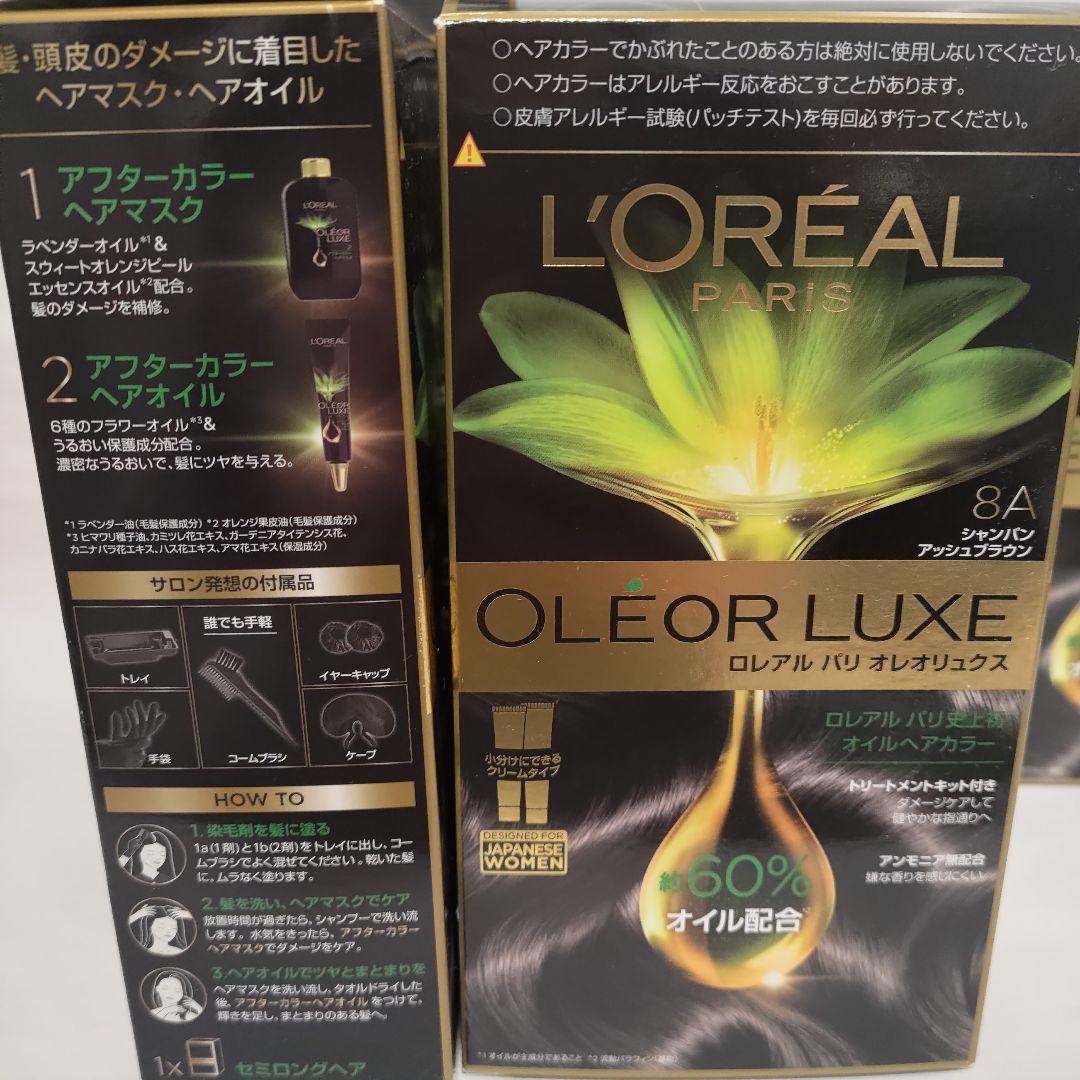 髪・頭皮のダメージに着目した
ヘアマスク・ヘアオイル
1 アフターカラー
ヘアマスク
ラベンダーオイル*1&
スウィートオレンジピール
エッセンスオイル*2配合。
髪のダメージを補修。
L'ORÉAL
OLÉOR
LUXE
2 アフターカラー
ヘアオイル
6種のフラワーオイル*3&
うるおい保護成分配合。
濃密なうるおいで、髪にツヤを与える。
L'ORÉAL
OLÉOR
LUXE
*1 ラベンダー油(毛髪保護成分) *2 オレンジ果皮油(毛髪保護成分)
*3 ヒマワリ種子油、カミツレ花エキス、ガーデニアタイテンシス花、
カニナバラ花エキス、ハス花エキス、アマ花エキス(保湿成分)
サロン発想の付属品
誰でも手軽
トレイ
イヤーキャップ
手袋
コームブラシ
ケープ
HOW TO
1. 染毛剤を髪に塗る
1a(1剤)と1b(2剤)をトレイに出し、コー
ムブラシでよく混ぜてください。乾いた髪
に、ムラなく塗ります。
2. 髪を洗い、ヘアマスクでケア
放置時間が過ぎたら、シャンプーで洗い流
します。水気をきったら、アフターカラー
ヘアマスクでダメージをケア。
3. ヘアオイルでツヤとまとまりを
ヘアマスクを洗い流し、タオルドライした
後、アフターカラーヘアオイルをつけて、
輝きを足し、まとまりのある髪へ。
1× セミロングヘア
○ヘアカラーでかぶれたことのある方は絶対に使用しないでください。
○ヘアカラーはアレルギー反応をおこすことがあります。
○皮膚アレルギー試験(パッチテスト)を毎回必ず行ってください。
L'ORÉAL
PARiS
8A
シャンパン
アッシュブラウン
OLÉOR LUXE
ロレアル パリ オレオリュクス
小分けにできる
クリームタイプ
DESIGNED FOR
JAPANESE
WOMEN
ロレアル パリ史上初
オイルヘアカラー
トリートメントキット付き
ダメージケアして
健やかな指通りへ
アンモニア無配合
嫌な香りを感じにくい
約60%
オイル配合
*1 オイルが主成分であること *2 流動パラフィン(基剤)